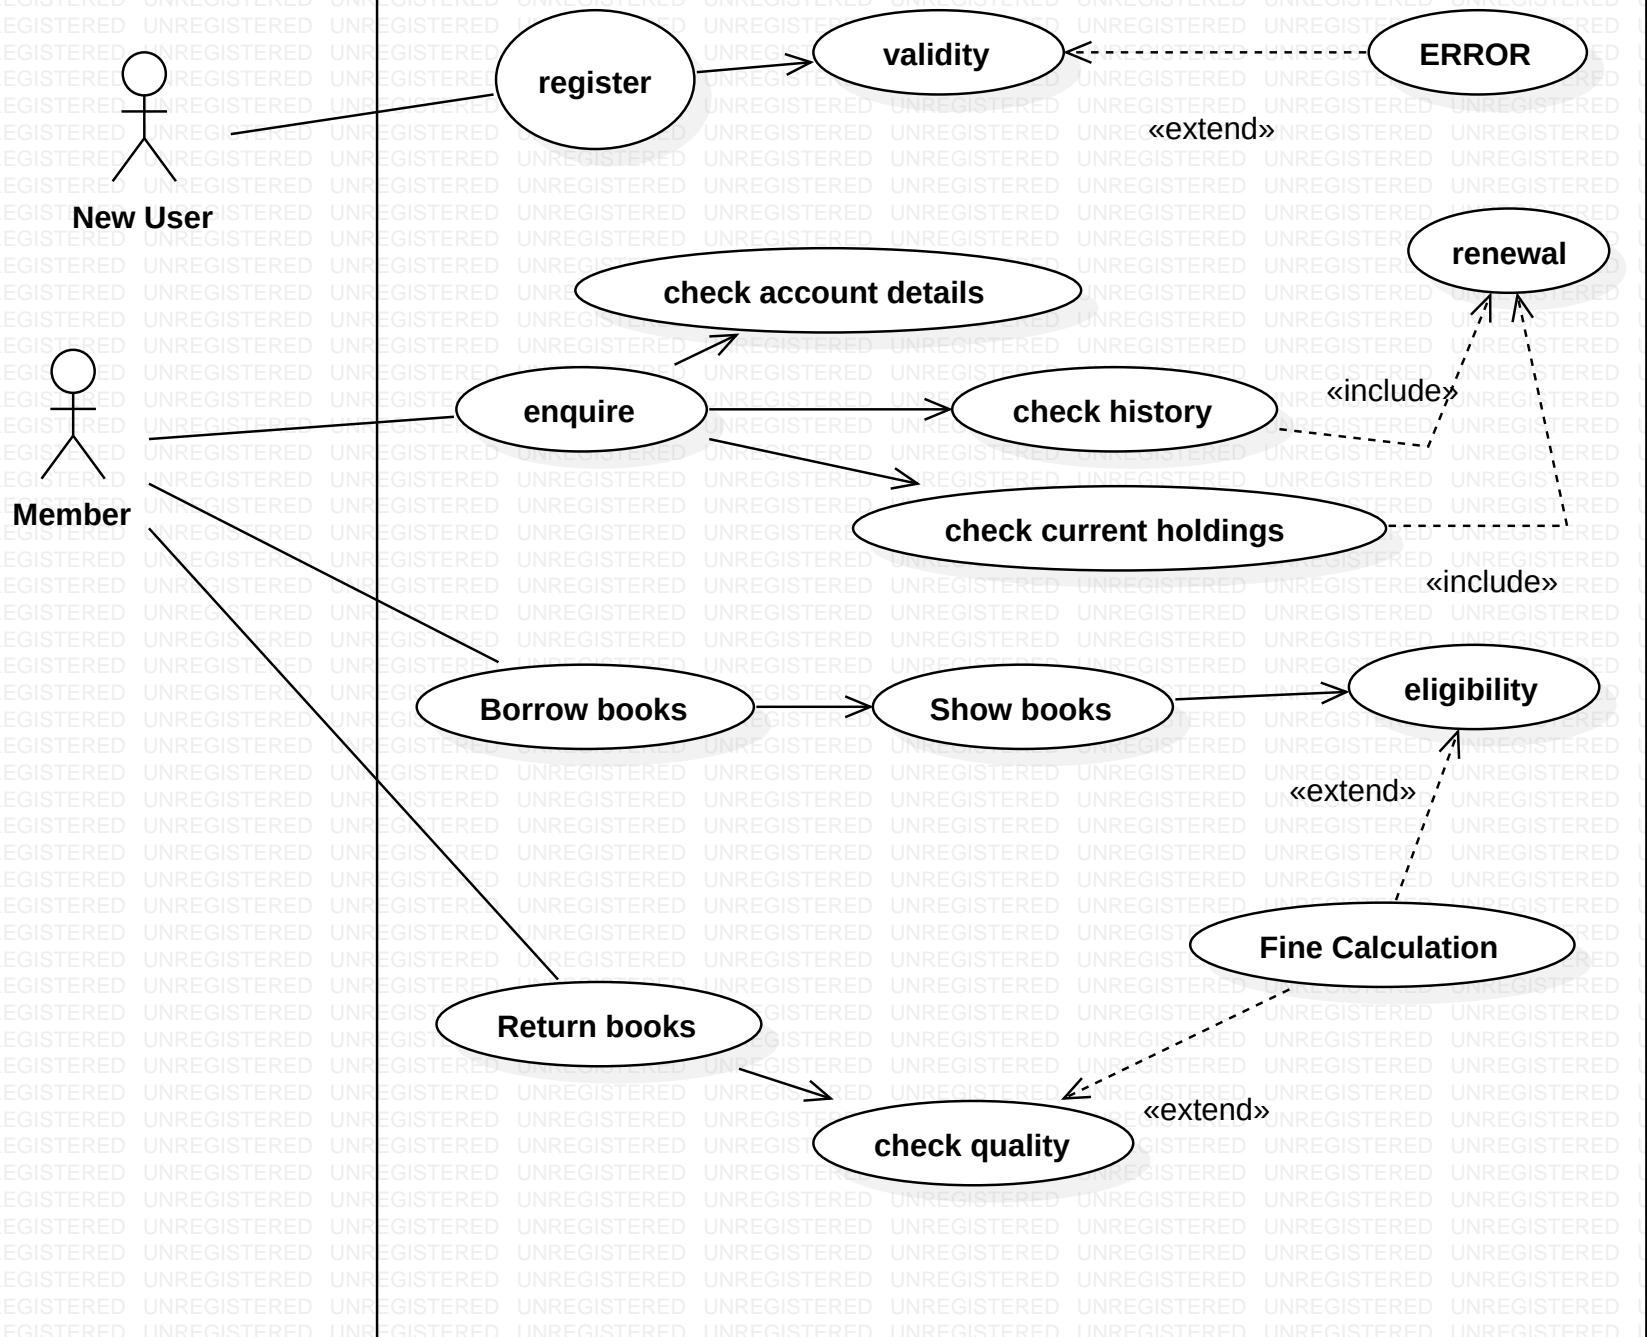 register
validity
ERROR
«extend»
New User
renewal
check account details
«include»
enquire
check history
Member
check current holdings
«include»
Borrow books
Show books
eligibility
«extend»
Fine Calculation
Return books
«extend»
check quality